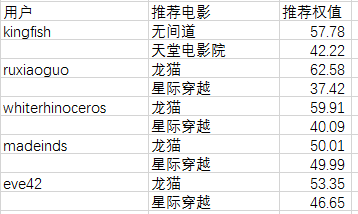 用户 推荐电影 推荐权值
kingfish 无间道 57.78
天堂电影院 42.22
ruxiaoguo 龙猫 62.58
星际穿越 37.42
whiterhinoceros 龙猫 59.91
星际穿越 40.09
madeinds 龙猫 50.01
星际穿越 49.99
eve42 龙猫 53.35
星际穿越 46.65